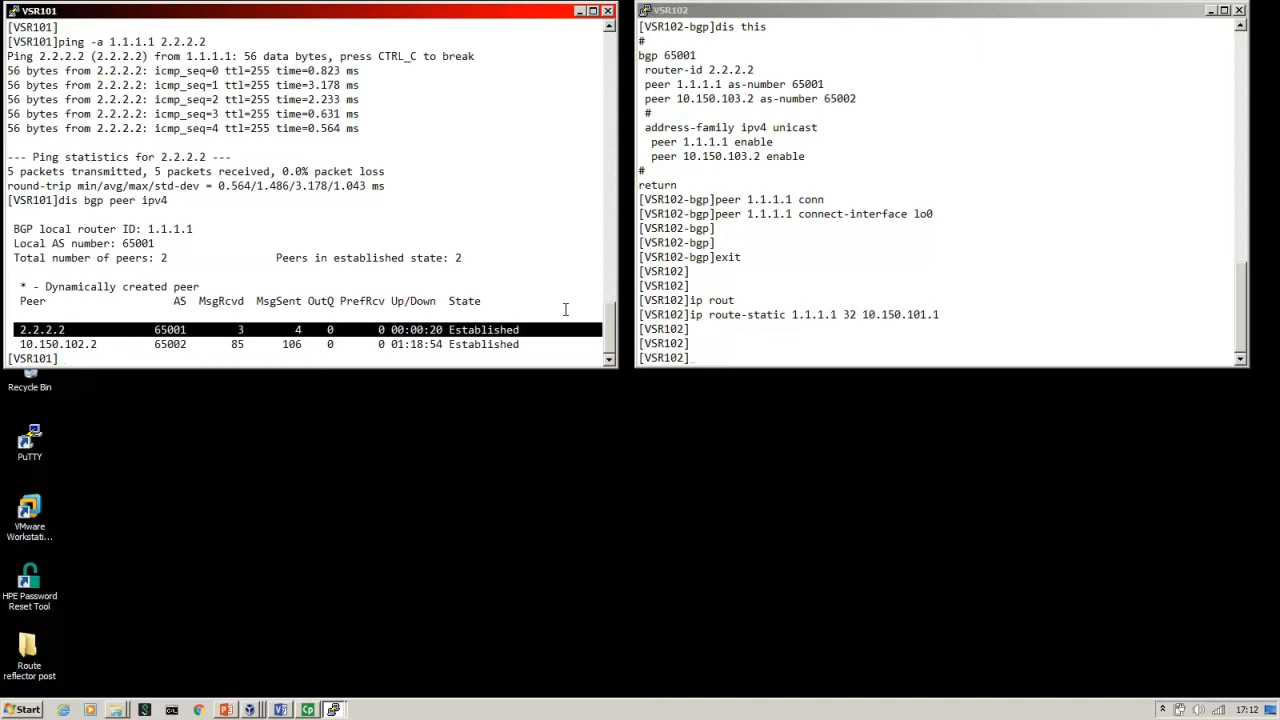 VSR101
[VSR101]
[VSR101]ping -a 1.1.1.1 2.2.2.2
Ping 2.2.2.2 (2.2.2.2) from 1.1.1.1: 56 data bytes, press CTRL_C to break
56 bytes from 2.2.2.2: icmp_seq=0 ttl=255 time=0.823 ms
56 bytes from 2.2.2.2: icmp_seq=1 ttl=255 time=3.178 ms
56 bytes from 2.2.2.2: icmp_seq=2 ttl=255 time=2.233 ms
56 bytes from 2.2.2.2: icmp_seq=3 ttl=255 time=0.631 ms
56 bytes from 2.2.2.2: icmp_seq=4 ttl=255 time=0.564 ms
--- Ping statistics for 2.2.2.2 ---
5 packets transmitted, 5 packets received, 0.0% packet loss
round-trip min/avg/max/std-dev = 0.564/1.486/3.178/1.043 ms
[VSR101]dis bgp peer ipv4
BGP local router ID: 1.1.1.1
Local AS number: 65001
Total number of peers: 2 Peers in established state: 2
* - Dynamically created peer
Peer AS MsgRcvd MsgSent OutQ PrefRcv Up/Down State
2.2.2.2 65001 3 4 0 0 00:00:20 Established
10.150.102.2 65002 85 106 0 0 01:18:54 Established
[VSR101]
VSR102
[VSR102-bgp]dis this
#
bgp 65001
router-id 2.2.2.2
peer 1.1.1.1 as-number 65001
peer 10.150.103.2 as-number 65002
#
address-family ipv4 unicast
peer 1.1.1.1 enable
peer 10.150.103.2 enable
#
return
[VSR102-bgp]peer 1.1.1.1 conn
[VSR102-bgp]peer 1.1.1.1 connect-interface lo0
[VSR102-bgp]
[VSR102-bgp]
[VSR102-bgp]exit
[VSR102]
[VSR102]
[VSR102]ip rout
[VSR102]ip route-static 1.1.1.1 32 10.150.101.1
[VSR102]
[VSR102]
[VSR102]
Recycle Bin
PuTTY
VMware
Workstati...
HPE Password
Reset Tool
Route
reflector post
Start
17:12